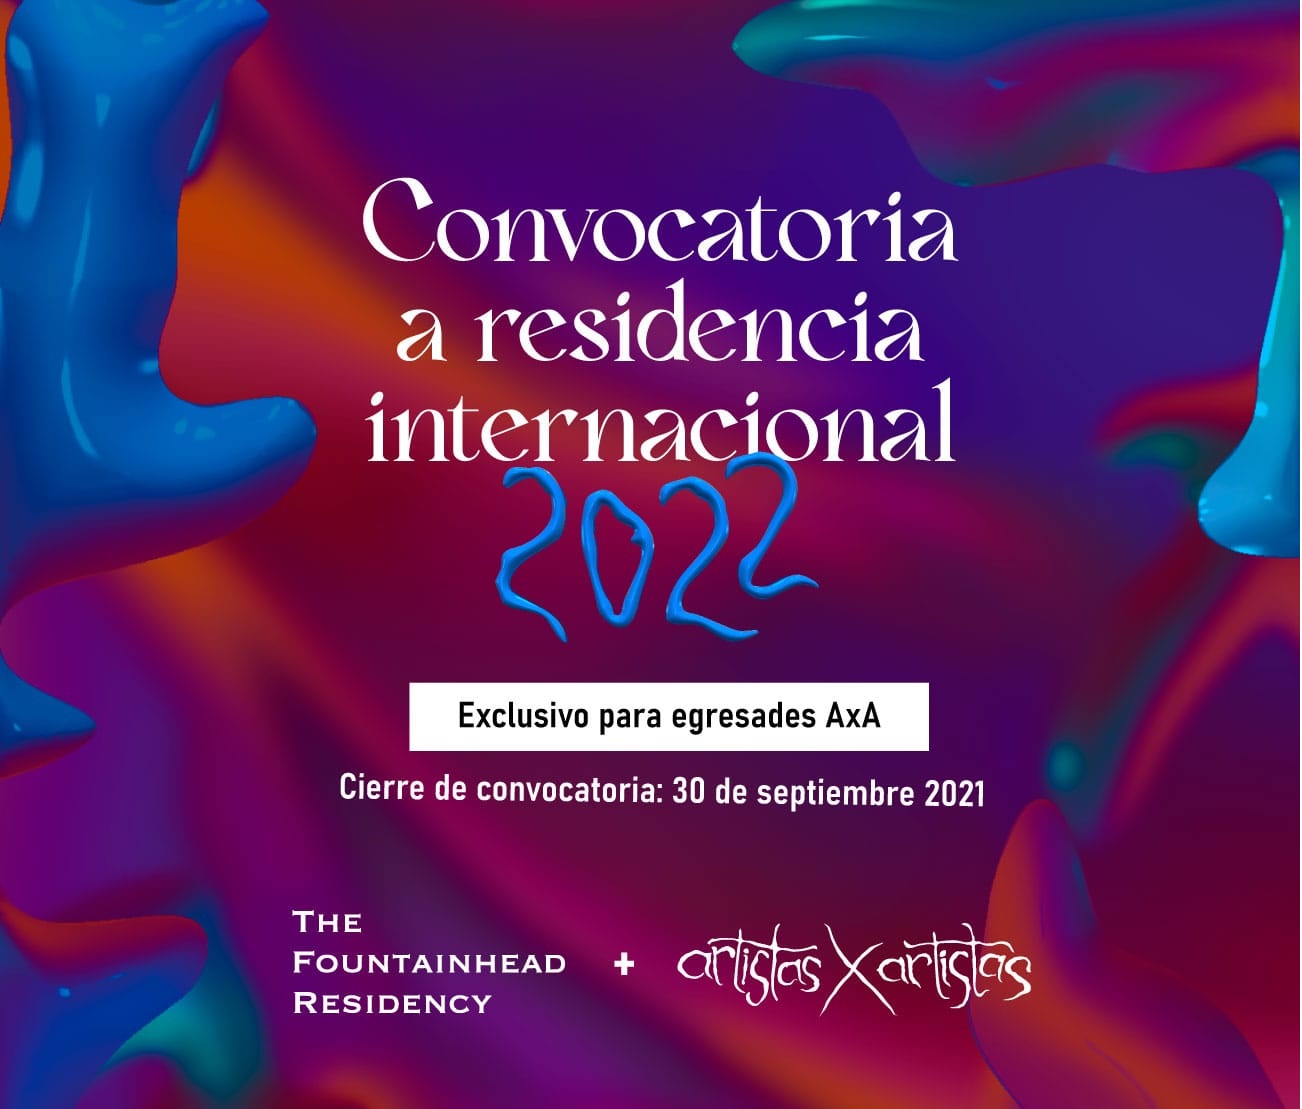 Convocatoria
a residencia
internacional
2022
Exclusivo para egresades AxA
Cierre de convocatoria: 30 de septiembre 2021
THE
FOUNTAINHEAD
RESIDENCY
+
artistas X artistas